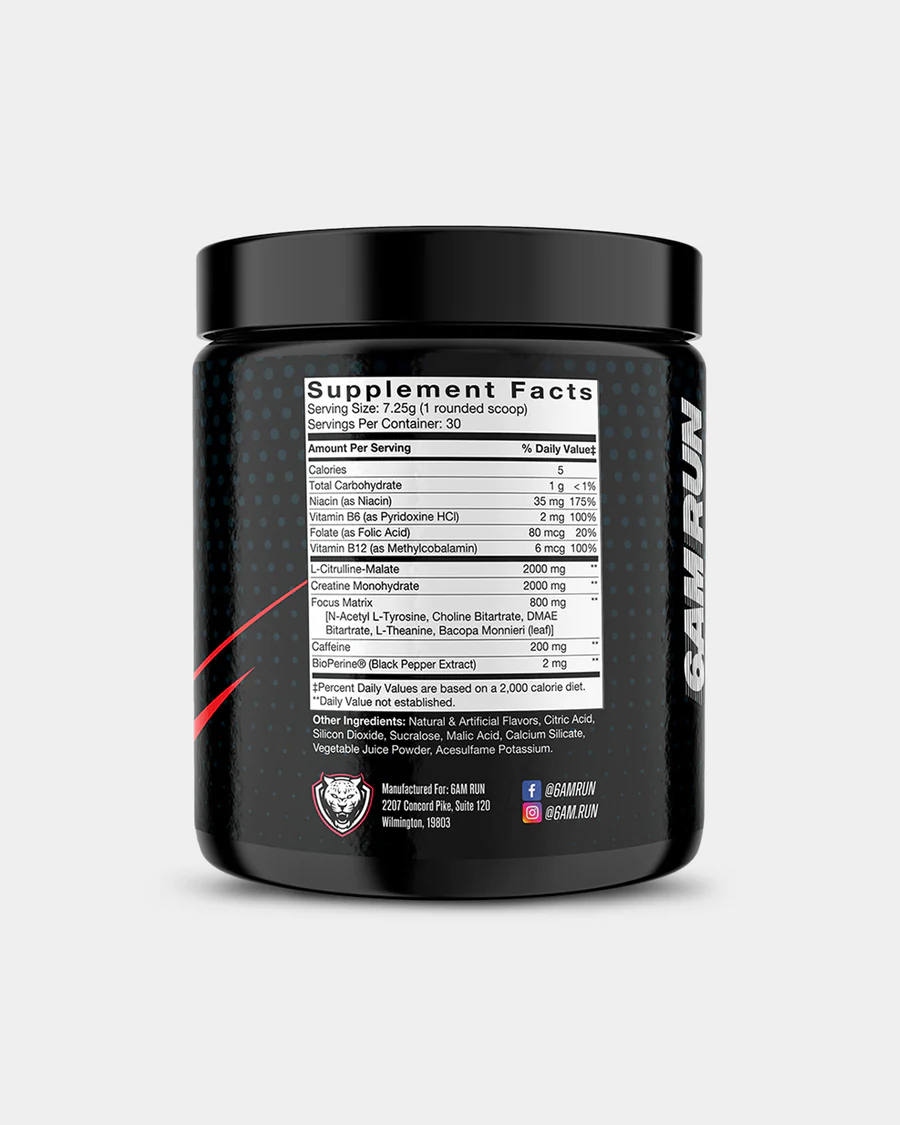 Supplement Facts
Serving Size: 7.25g (1 rounded scoop)
Servings Per Container: 30
Amount Per Serving % Daily Value‡
Calories 5
Total Carbohydrate 1 g <1%
Niacin (as Niacin) 35 mg 175%
Vitamin B6 (as Pyridoxine HCl) 2 mg 100%
Folate (as Folic Acid) 80 mcg 20%
Vitamin B12 (as Methylcobalamin) 6 mcg 100%
L-Citrulline-Malate 2000 mg **
Creatine Monohydrate 2000 mg **
Focus Matrix 800 mg **
[N-Acetyl L-Tyrosine, Choline Bitartrate, DMAE
Bitartrate, L-Theanine, Bacopa Monnieri (leaf)]
Caffeine 200 mg **
BioPerine® (Black Pepper Extract) 2 mg **
‡Percent Daily Values are based on a 2,000 calorie diet.
**Daily Value not established.
Other Ingredients: Natural & Artificial Flavors, Citric Acid,
Silicon Dioxide, Sucralose, Malic Acid, Calcium Silicate,
Vegetable Juice Powder, Acesulfame Potassium.
Manufactured For: 6AM RUN
2207 Concord Pike, Suite 120
Wilmington, 19803
@6AMRUN
@6AM.RUN
6AM RUN